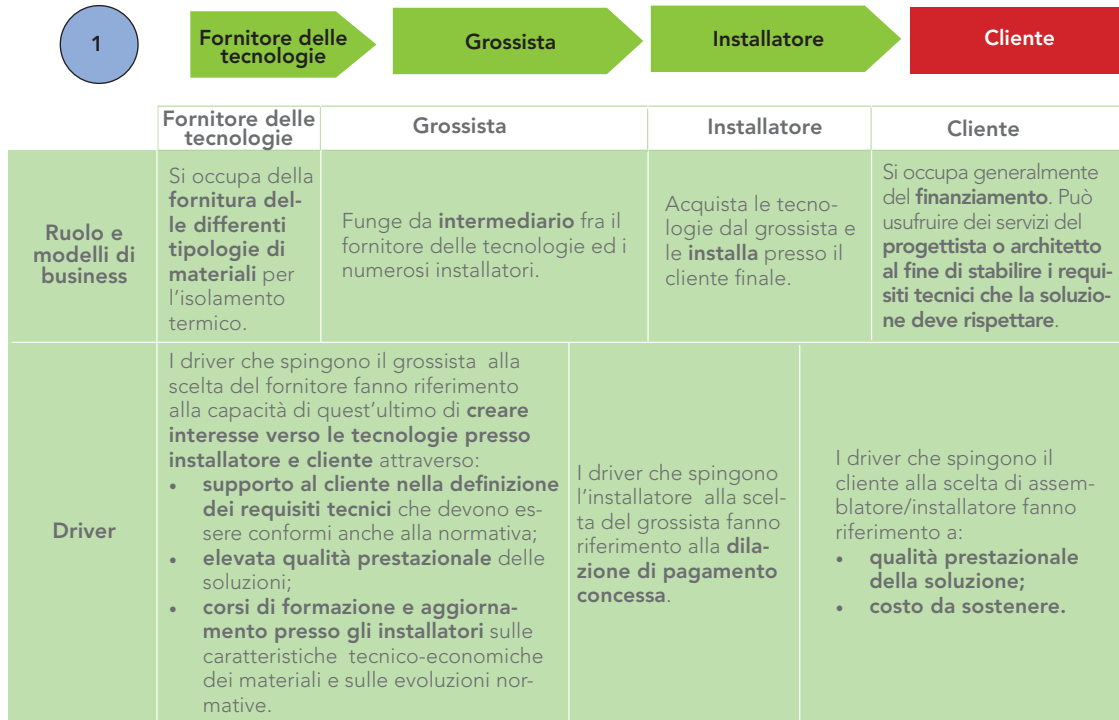 1
Fornitore delle
tecnologie
Grossista
Installatore
Cliente
Fornitore delle
tecnologie
Grossista
Installatore
Cliente
Ruolo e
modelli di
business
Si occupa della
fornitura del-
le differenti
tipologie di
materiali per
l'isolamento
termico.
Funge da intermediario fra il
fornitore delle tecnologie ed i
numerosi installatori.
Acquista le tecno-
logie dal grossista e
le installa presso il
cliente finale.
Si occupa generalmente
del finanziamento. Può
usufruire dei servizi del
progettista o architetto
al fine di stabilire i requi-
siti tecnici che la soluzio-
ne deve rispettare.
Driver
I driver che spingono il grossista alla
scelta del fornitore fanno riferimento
alla capacità di quest'ultimo di creare
interesse verso le tecnologie presso
installatore e cliente attraverso:
• supporto al cliente nella definizione
dei requisiti tecnici che devono es-
sere conformi anche alla normativa;
• elevata qualità prestazionale delle
soluzioni;
• corsi di formazione e aggiorna-
mento presso gli installatori sulle
caratteristiche tecnico-economiche
dei materiali e sulle evoluzioni nor-
mative.
I driver che spingono
l'installatore alla scel-
ta del grossista fanno
riferimento alla dila-
zione di pagamento
concessa.
I driver che spingono il
cliente alla scelta di assem-
blatore/installatore fanno
riferimento a:
• qualità prestazionale
della soluzione;
• costo da sostenere.